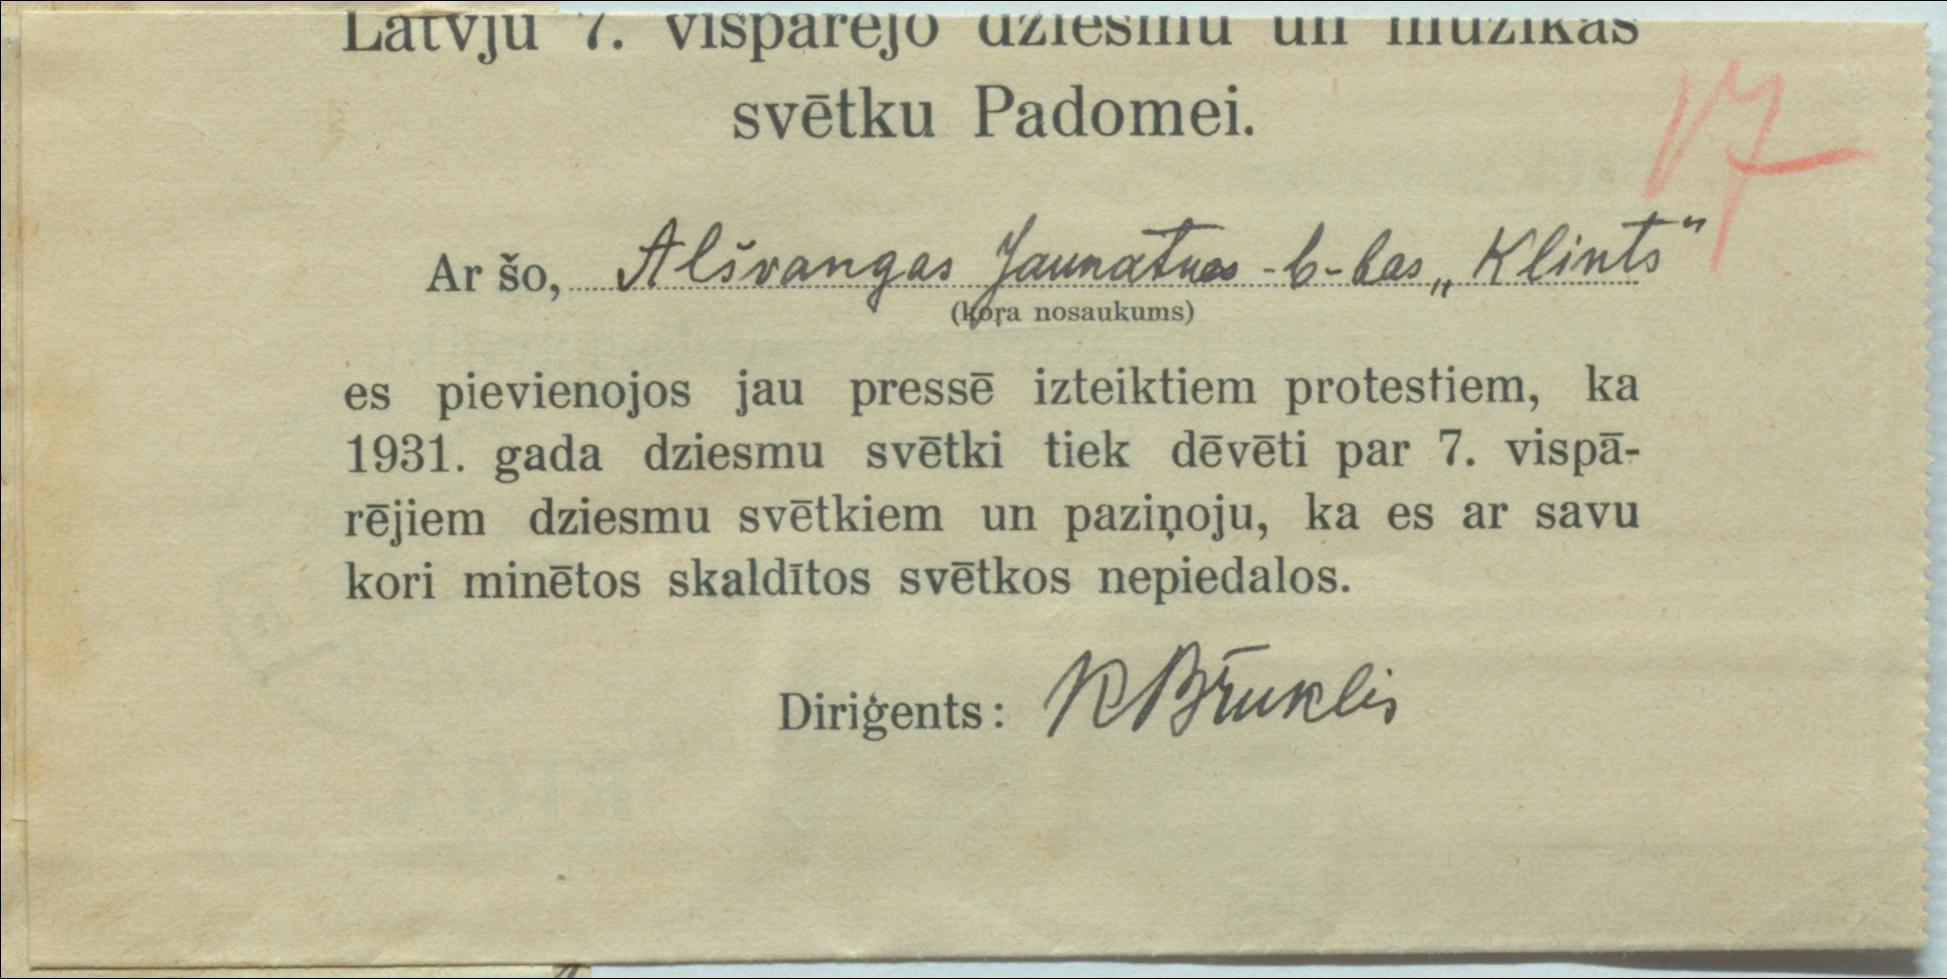 Latvju 7. vispārējo dziesmu un mūzikas
svētku Padomei.
17
Ar šo, Alšvangas Jaunatnes-b-bas „Klints"
(koŗa nosaukums)
es pievienojos jau pressē izteiktiem protestiem, ka
1931. gada dziesmu svētki tiek dēvēti par 7. vispā-
rējiem dziesmu svētkiem un paziņoju, ka es ar savu
kori minētos skaldītos svētkos nepiedalos.
Diriģents: K Brūklis